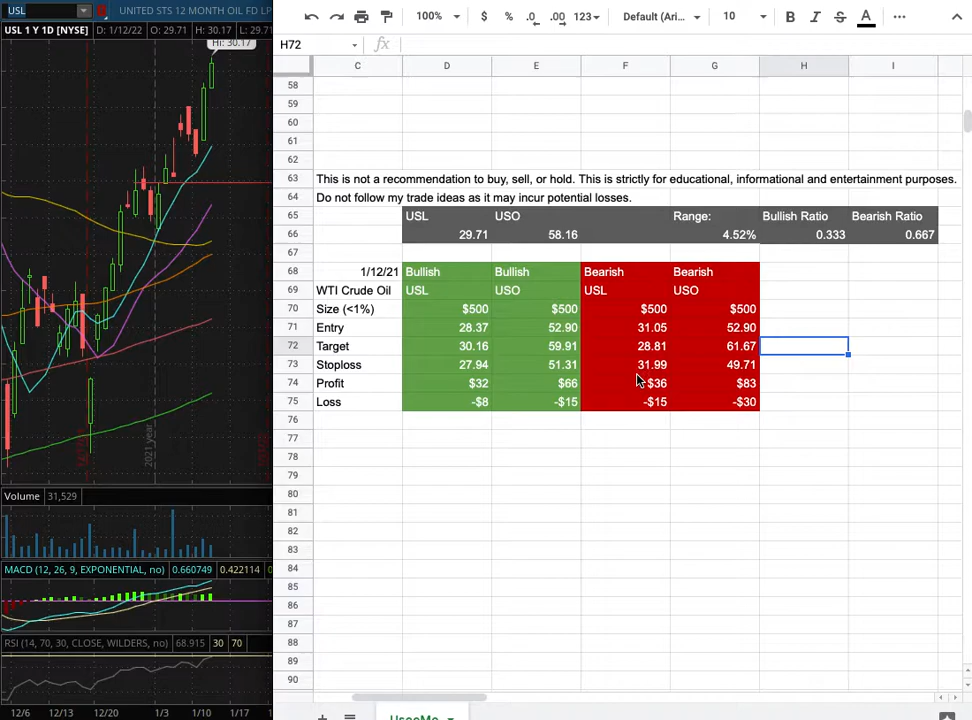 USL
UNITED STS 12 MONTH OIL FD LP
USL 1 Y 1D [NYSE] D: 1/12/22 O: 29.71 H: 30.17 L: 29.71
Hi: 30.17
2021 year
Volume 31,529
MACD (12, 26, 9, EXPONENTIAL, no) 0.660749 0.422114
RSI (14, 70, 30, CLOSE, WILDERS, no) 68.915 30 70
12/6 12/13 12/20 1/3 1/10 1/17
100% $ % .0 .00 123 Default (Ari... 10 B I S A
H72 fx
C D E F G H I
58
59
60
61
62
63 This is not a recommendation to buy, sell, or hold. This is strictly for educational, informational and entertainment purposes.
64 Do not follow my trade ideas as it may incur potential losses.
65 USL USO Range: Bullish Ratio Bearish Ratio
66 29.71 58.16 4.52% 0.333 0.667
67
68 1/12/21 Bullish Bullish Bearish Bearish
69 WTI Crude Oil USL USO USL USO
70 Size (<1%) $500 $500 $500 $500
71 Entry 28.37 52.90 31.05 52.90
72 Target 30.16 59.91 28.81 61.67
73 Stoploss 27.94 51.31 31.99 49.71
74 Profit $32 $66 $36 $83
75 Loss -$8 -$15 -$15 -$30
76
77
78
79
80
81
82
83
84
85
86
87
88
89
90